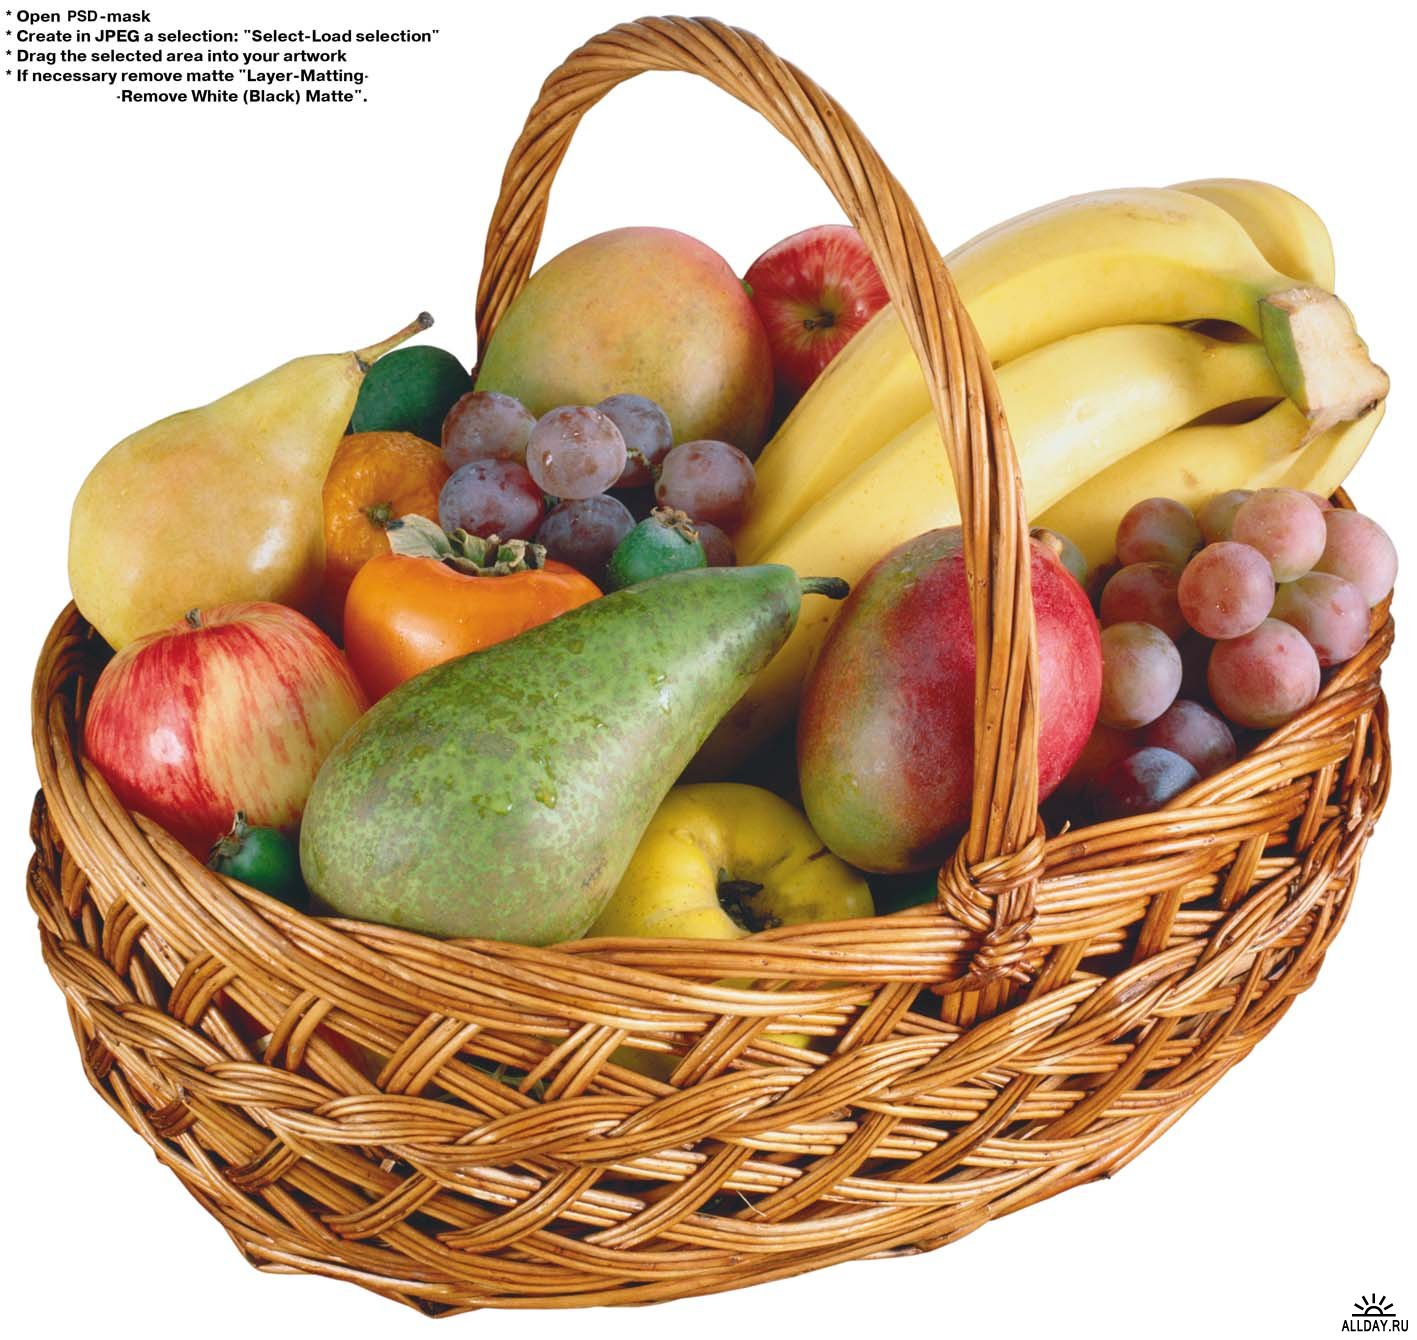 * Open PSD-mask
* Create in JPEG a selection: "Select-Load selection"
* Drag the selected area into your artwork
* If necessary remove matte "Layer-Matting-
-Remove White (Black) Matte".
ALLDAY.RU